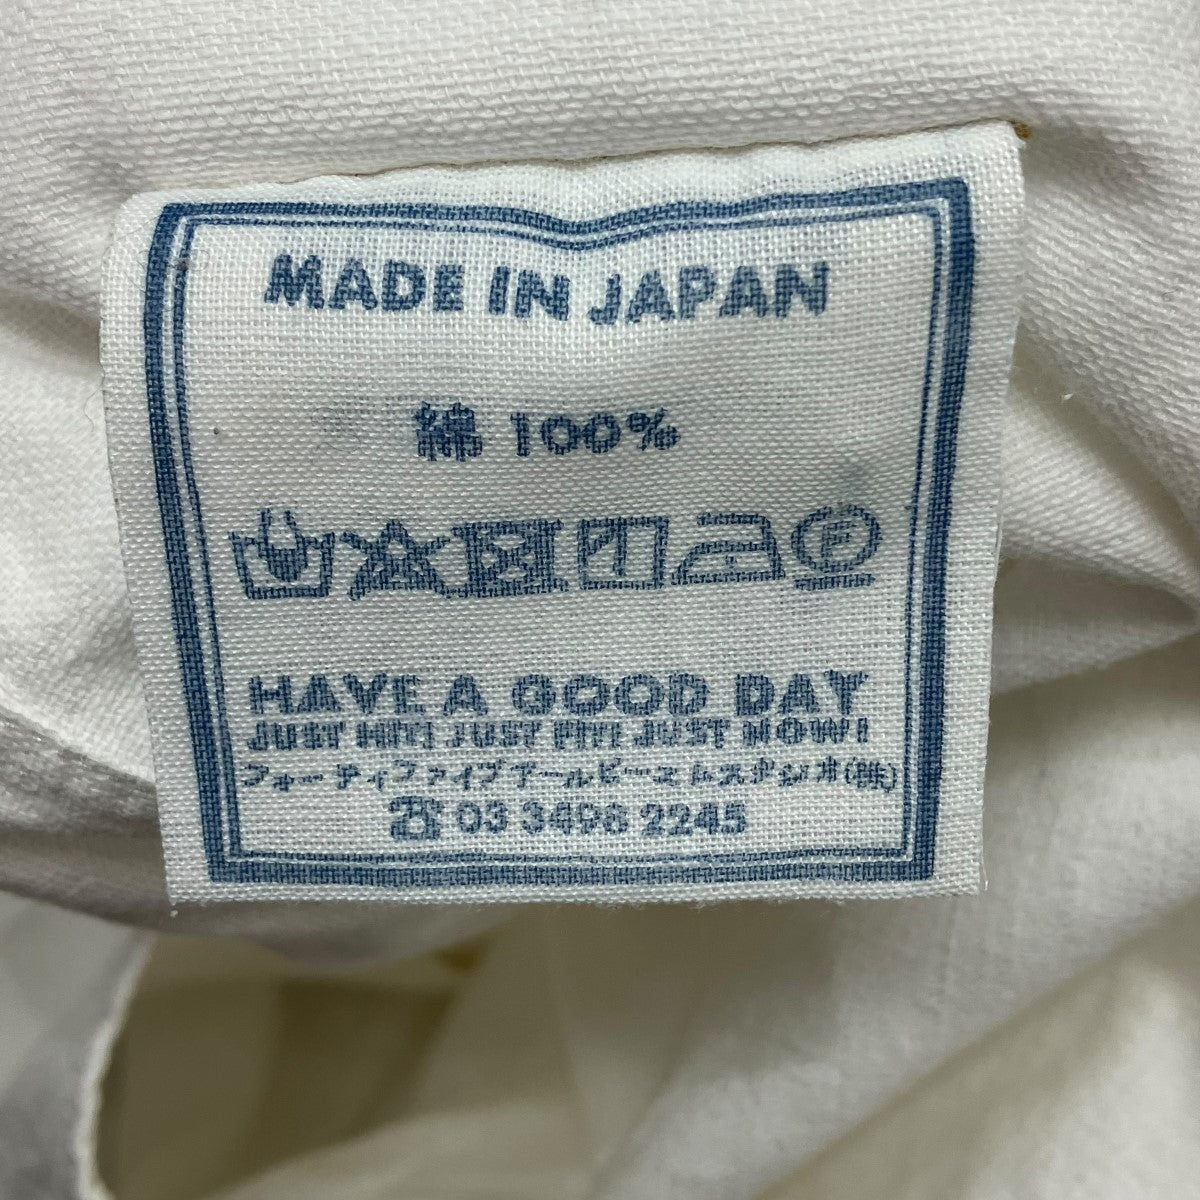 MADE IN JAPAN
綿 100%
F
HAVE A GOOD DAY
JUST HIT! JUST FIT! JUST NOW!
フォーティファイブアールピーエムスタジオ(株)
☎ 03 3498 2245